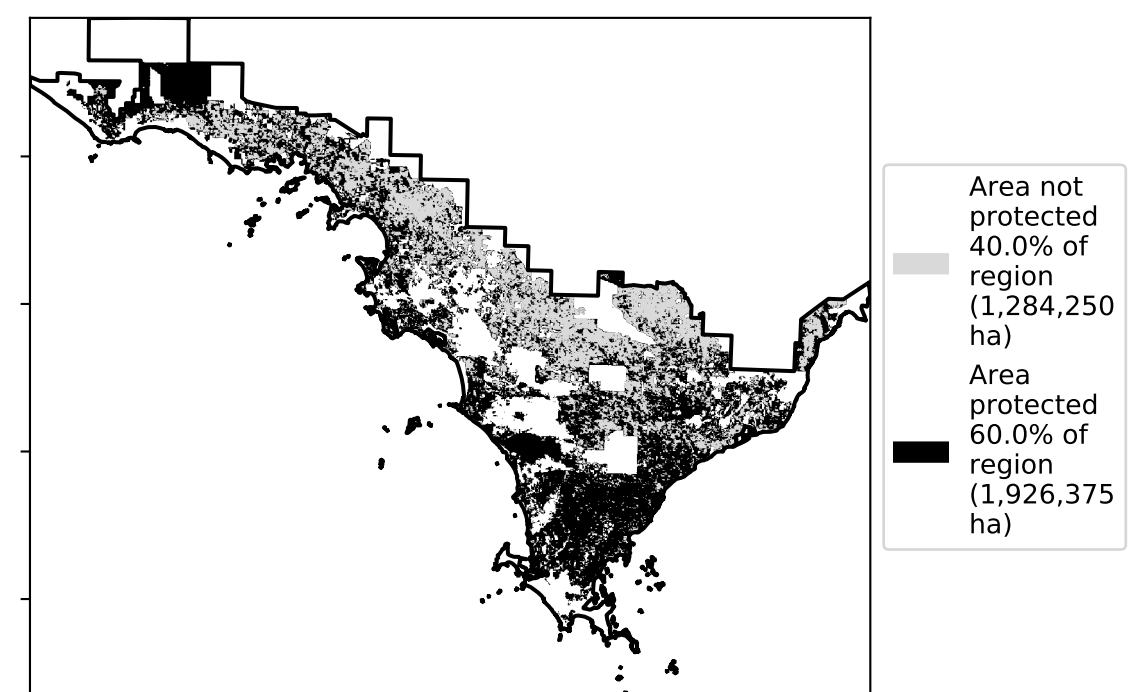 Area not
protected
40.0% of
region
(1,284,250
ha)
Area
protected
60.0% of
region
(1,926,375
ha)